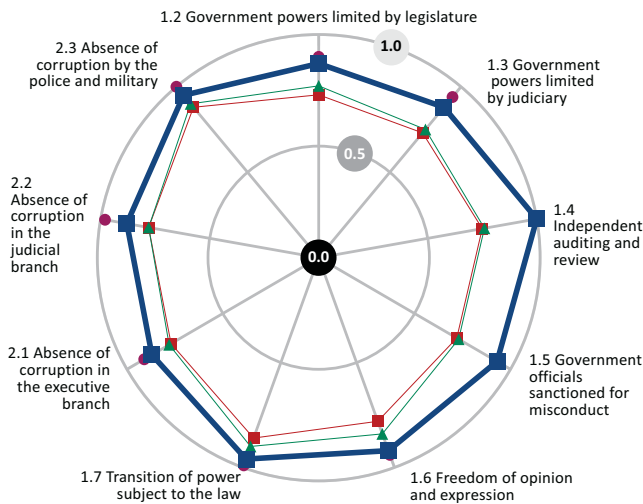 1.2 Government powers limited by legislature
1.0
2.3 Absence of
corruption by the
police and military
1.3 Government
powers limited
by judiciary
0.5
2.2
Absence of
corruption
in the
judicial
branch
1.4
Independent
auditing and
review
0.0
2.1 Absence of
corruption in
the executive
branch
1.5 Government
officials
sanctioned for
misconduct
1.7 Transition of power
subject to the law
1.6 Freedom of opinion
and expression